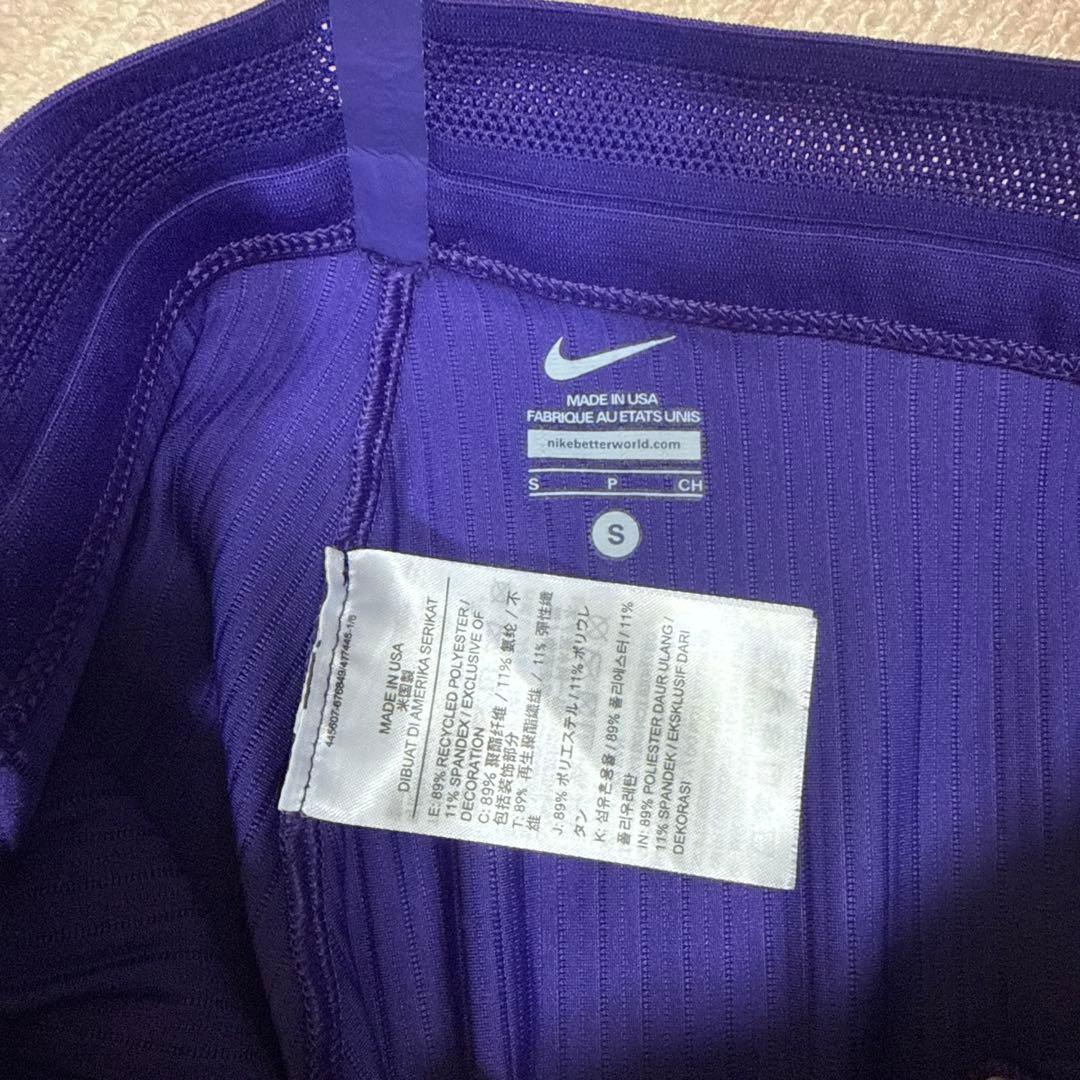 MADE IN USA
FABRIQUE AU ETATS UNIS
nikebetterworld.com
S P CH
S
MADE IN USA
米国製
DIBUAT DI AMERIKA SERIKAT
E: 89% RECYCLED POLYESTER /
11% SPANDEX / EXCLUSIVE OF
DECORATION
C: 89% 聚酯纤维 / 11% 氨纶 / 不
包括装饰部分
T: 89% 再生聚酯纖維 / 11% 彈性纖
維
J: 89% ポリエステル / 11% ポリウレ
タン
K: 섬유혼용율 / 89% 폴리에스터 / 11%
폴리우레탄
IN: 89% POLIESTER DAUR ULANG /
11% SPANDEK / EKSKLUSIF DARI
DEKORASI